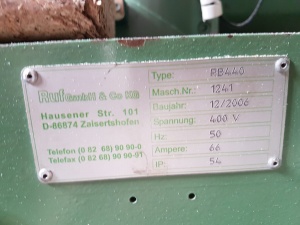 Ruf GmbH & Co KG
Hausener Str. 101
D-86874 Zaisertshofen
Telefon (0 82 68) 90 90-0
Telefax (0 82 68) 90 90-91
Type: RB440
Masch.Nr.: 1241
Baujahr: 12/2006
Spannung: 400 V
Hz: 50
Ampere: 66
IP: 54